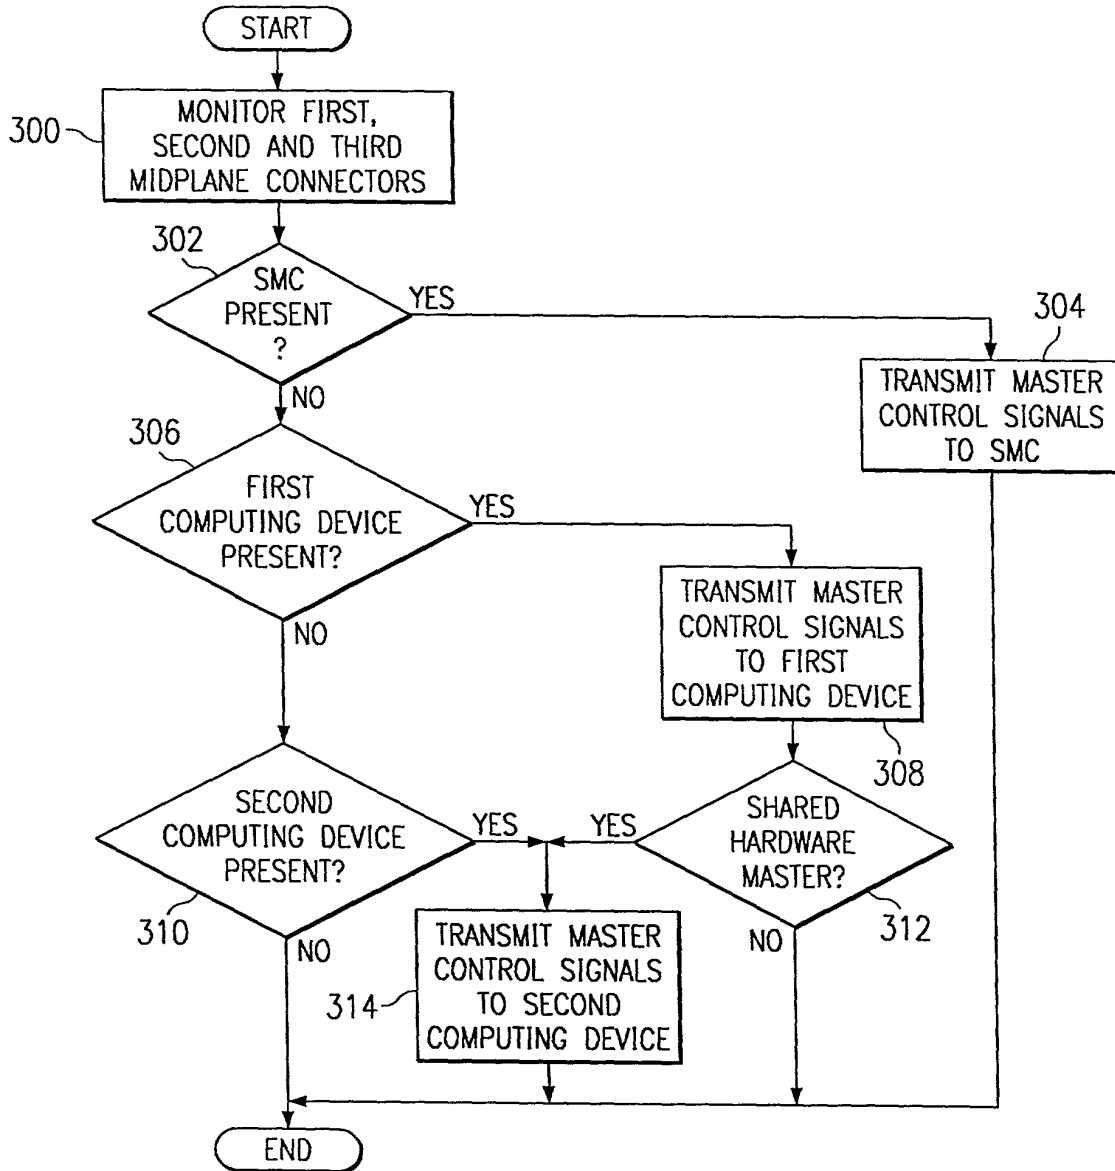 START
300
MONITOR FIRST,
SECOND AND THIRD
MIDPLANE CONNECTORS
302
SMC
PRESENT
?
YES
NO
304
TRANSMIT MASTER
CONTROL SIGNALS
TO SMC
306
FIRST
COMPUTING DEVICE
PRESENT?
YES
NO
TRANSMIT MASTER
CONTROL SIGNALS
TO FIRST
COMPUTING DEVICE
308
SECOND
COMPUTING DEVICE
PRESENT?
YES
NO
310
SHARED
HARDWARE
MASTER?
YES
NO
312
TRANSMIT MASTER
CONTROL SIGNALS
TO SECOND
COMPUTING DEVICE
314
END